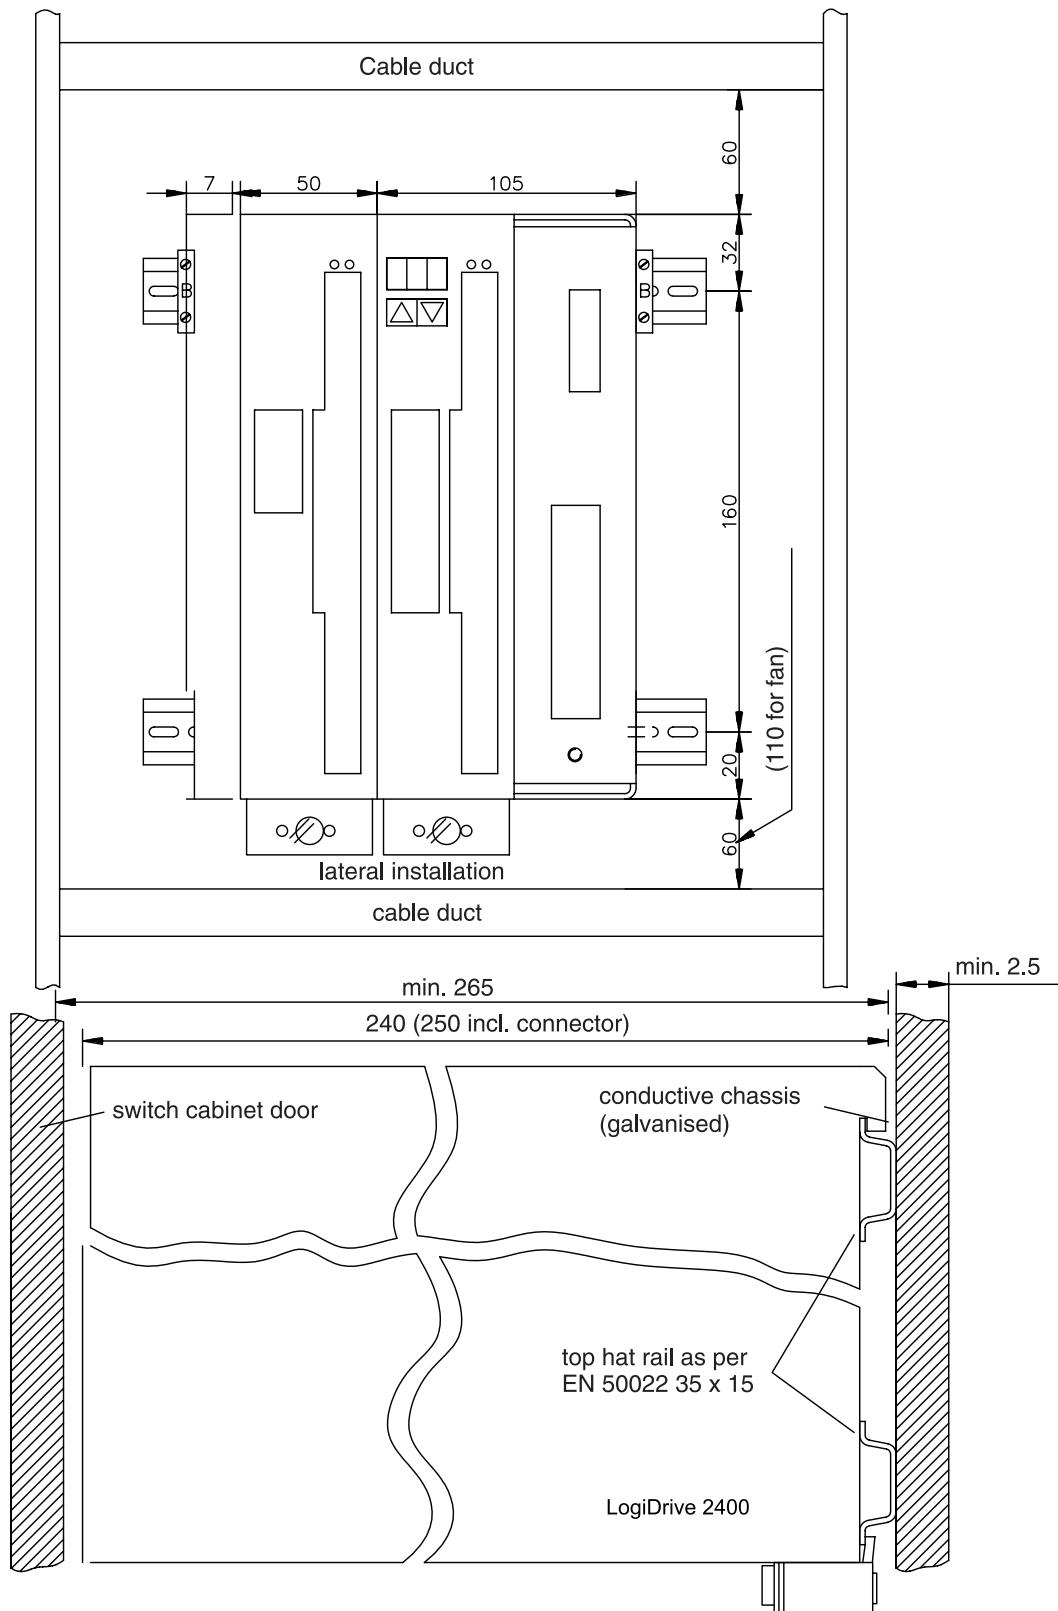 Cable duct
60
7
50
105
32
B
B
160
(110 for fan)
20
60
lateral installation
cable duct
min. 2.5
min. 265
240 (250 incl. connector)
switch cabinet door
conductive chassis
(galvanised)
top hat rail as per
EN 50022 35 x 15
LogiDrive 2400